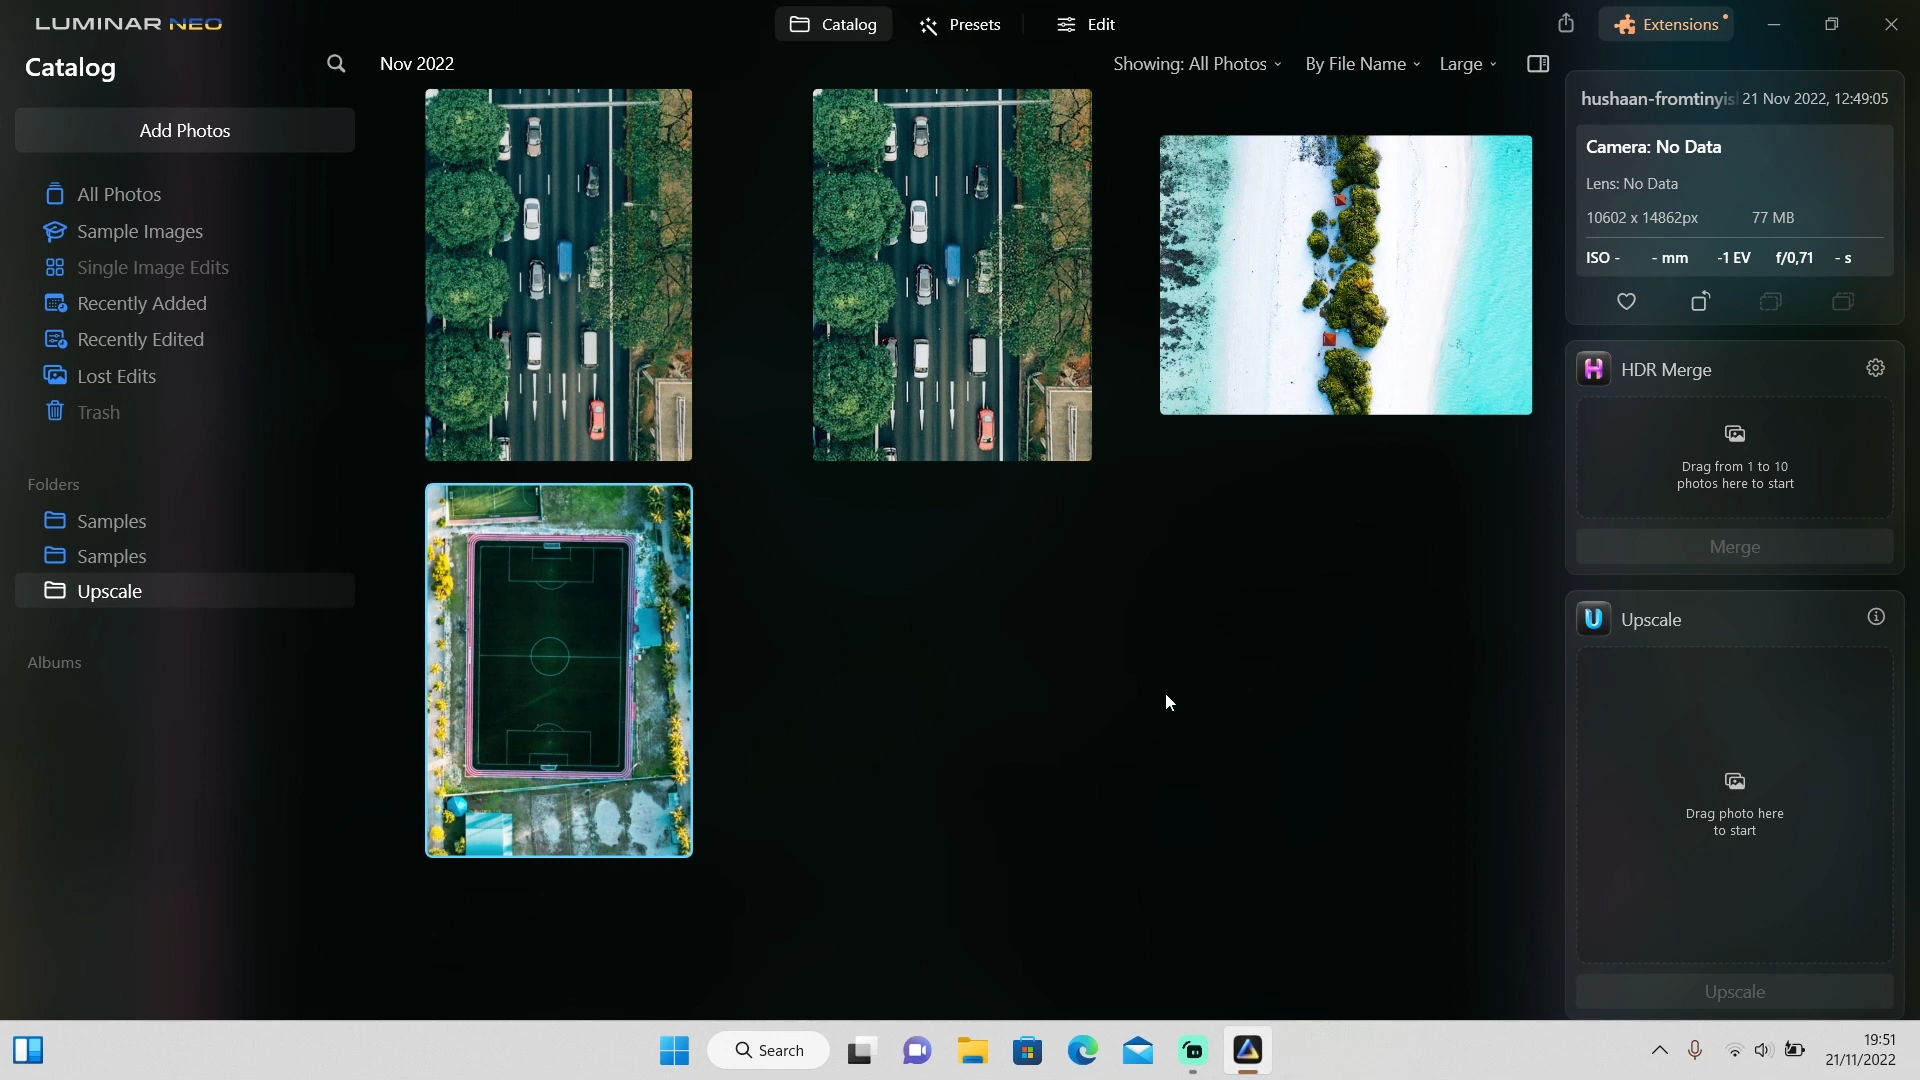 LUMINAR NEO
Catalog
Presets
Edit
Extensions
Catalog
Nov 2022
Showing: All Photos
By File Name
Large
Add Photos
All Photos
Sample Images
Single Image Edits
Recently Added
Recently Edited
Lost Edits
Trash
Folders
Samples
Samples
Upscale
Albums
hushaan-fromtinyis 21 Nov 2022, 12:49:05
Camera: No Data
Lens: No Data
10602 x 14862px 77 MB
ISO - - mm -1 EV f/0,71 - s
HDR Merge
Drag from 1 to 10
photos here to start
Merge
Upscale
Drag photo here
to start
Upscale
Search
19:51
21/11/2022